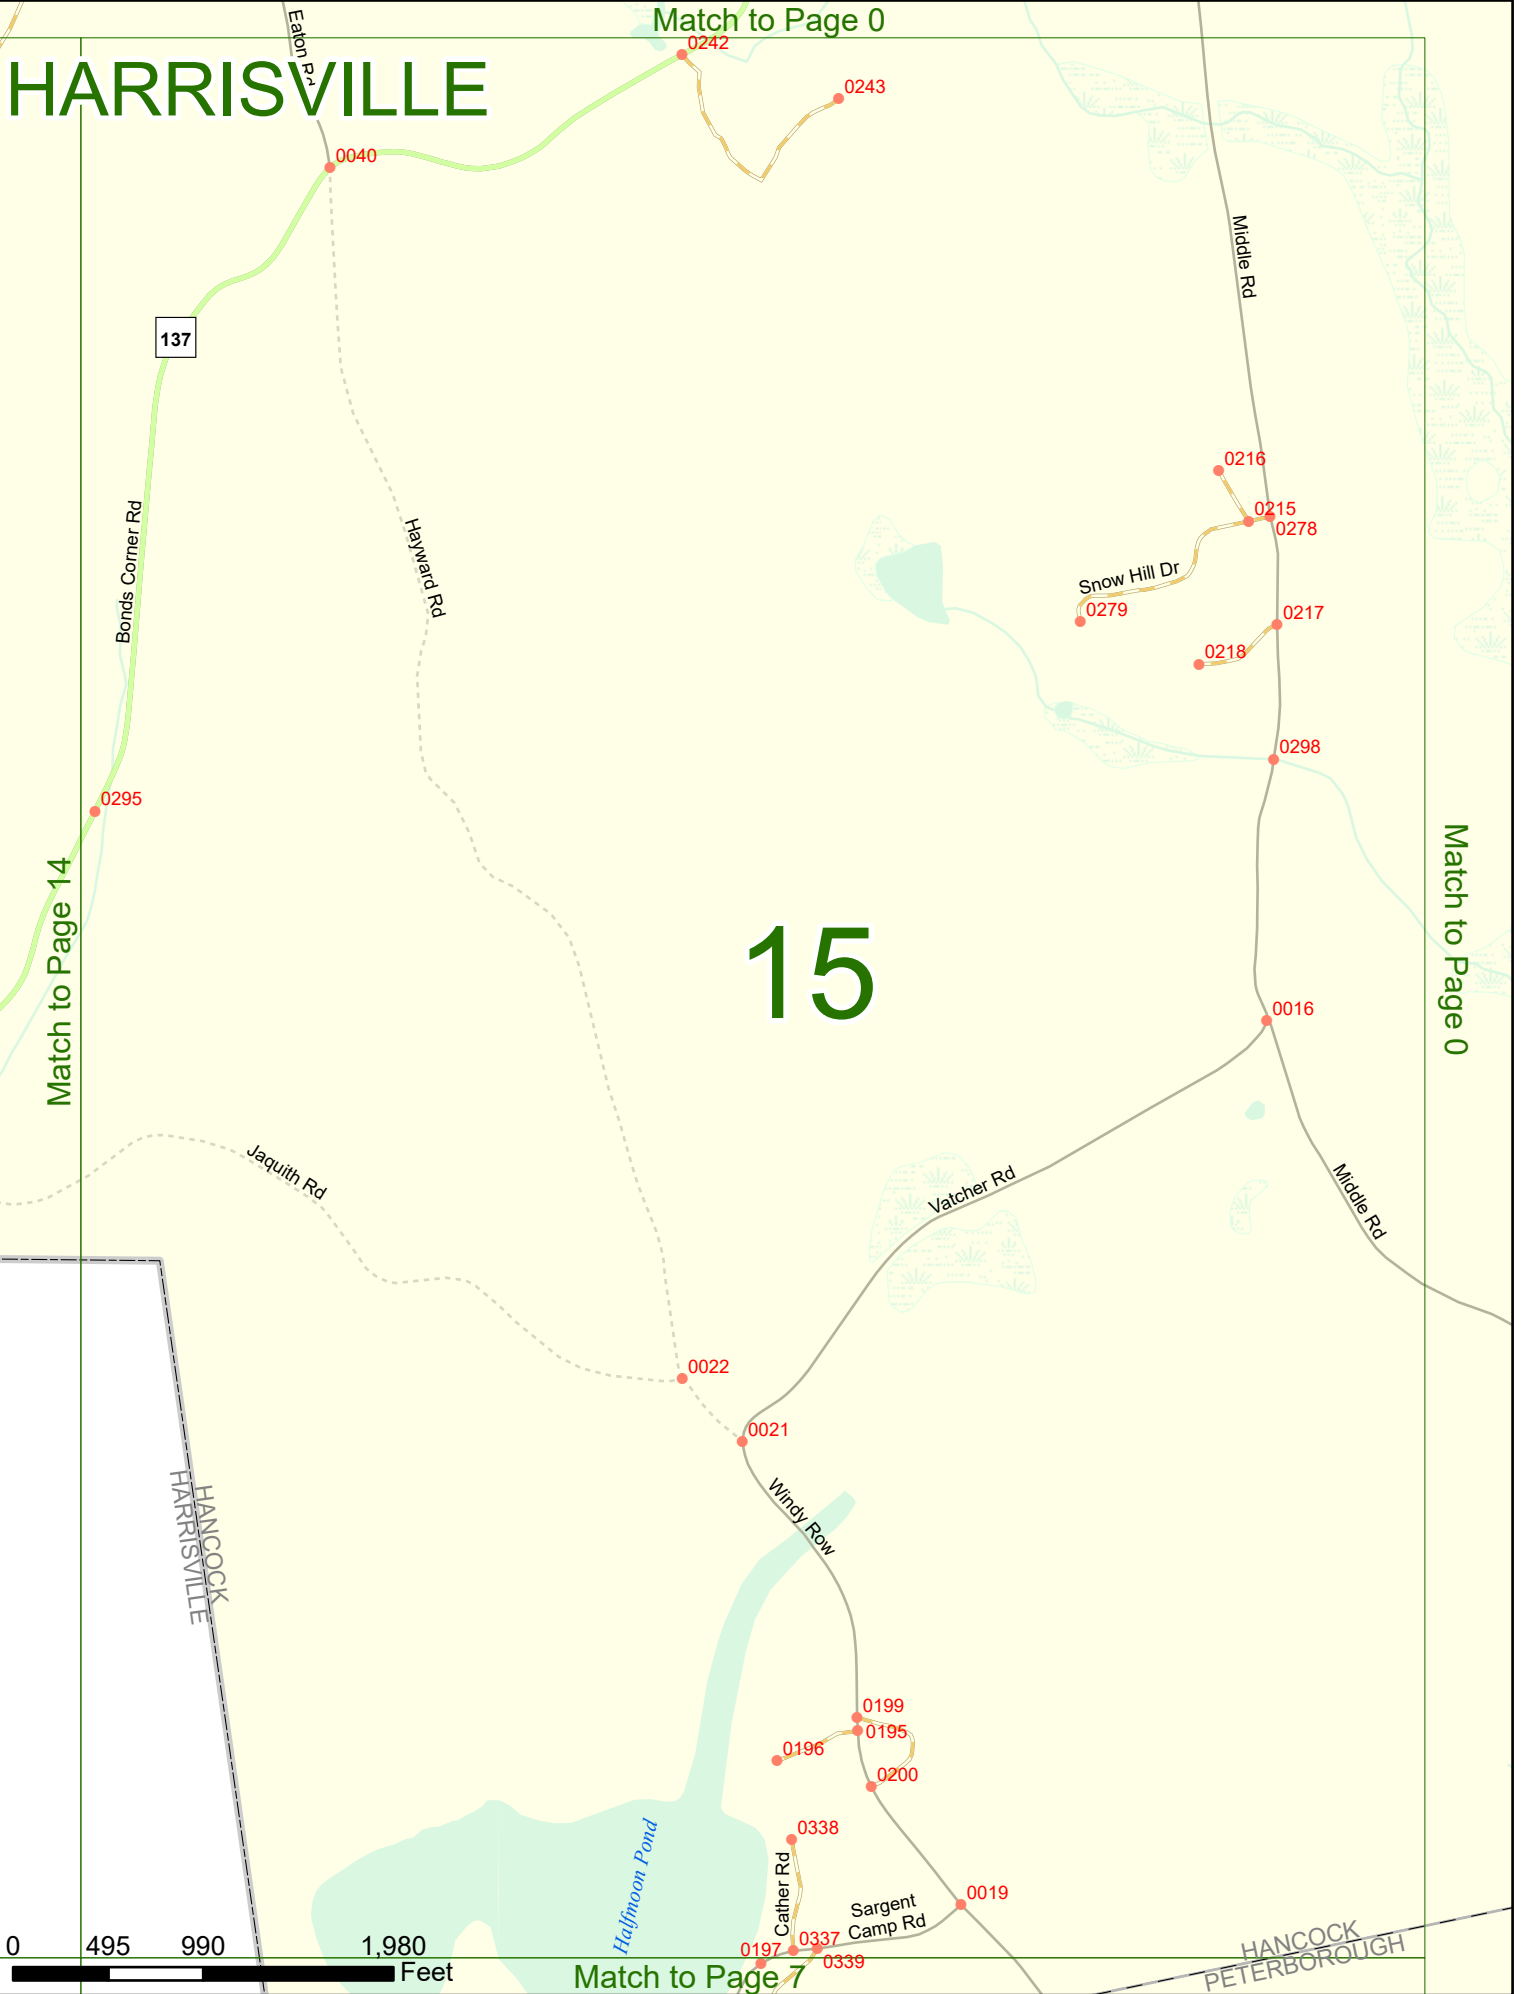 Match to Page 0
HARRISVILLE
Eaton Rd
0242
0243
0040
Middle Rd
137
Bonds Corner Rd
Hayward Rd
0216
0215
0278
Snow Hill Dr
0279
0217
0218
0298
0295
Match to Page 14
15
Match to Page 0
0016
Jaquith Rd
Vatcher Rd
Middle Rd
0022
0021
Windy Row
HANCOCK
HARRISVILLE
0199
0195
0196
0200
0338
Halfmoon Pond
Cather Rd
Sargent
Camp Rd
0019
0337
0197
0339
HANCOCK
PETERBOROUGH
0 495 990 1,980
Feet
Match to Page 7